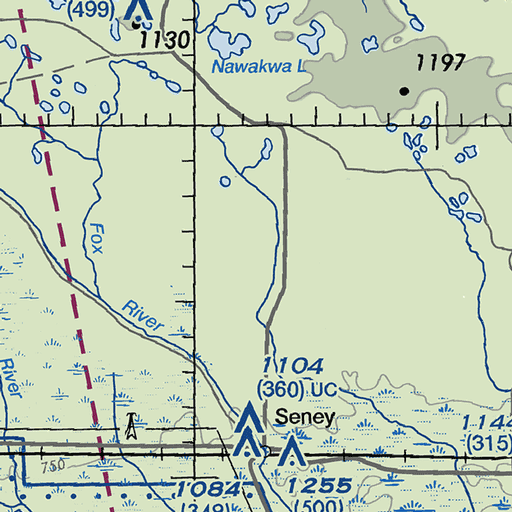 (499)
1130
Nawakwa L
1197
Fox
River
River
1104
(360) UC
Seney
1144
(315)
750
1084
(349)
1255
(500)